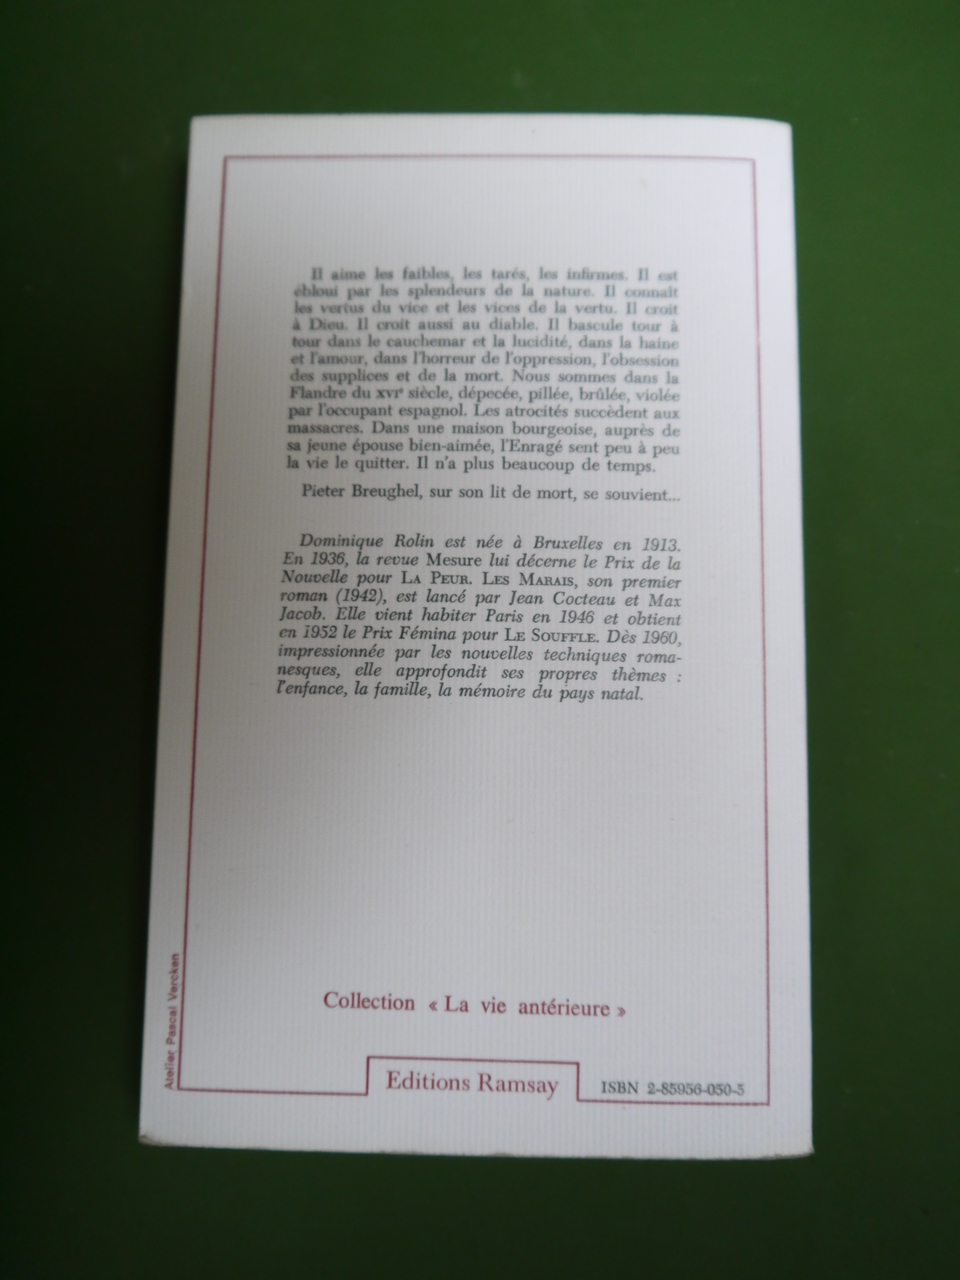 Il aime les faibles, les tarés, les infirmes. Il est
ébloui par les splendeurs de la nature. Il connaît
les vertus du vice et les vices de la vertu. Il croit
à Dieu. Il croit aussi au diable. Il bascule tour à
tour dans le cauchemar et la lucidité, dans la haine
et l'amour, dans l'horreur de l'oppression, l'obsession
des supplices et de la mort. Nous sommes dans la
Flandre du XVIe siècle, dépecée, pillée, brûlée, violée
par l'occupant espagnol. Les atrocités succèdent aux
massacres. Dans une maison bourgeoise, auprès de
sa jeune épouse bien-aimée, l'Enragé sent peu à peu
la vie le quitter. Il n'a plus beaucoup de temps.
Pieter Breughel, sur son lit de mort, se souvient...
Dominique Rolin est née à Bruxelles en 1913.
En 1936, la revue Mesure lui décerne le Prix de la
Nouvelle pour LA PEUR. LES MARAIS, son premier
roman (1942), est lancé par Jean Cocteau et Max
Jacob. Elle vient habiter Paris en 1946 et obtient
en 1952 le Prix Fémina pour LE SOUFFLE. Dès 1960,
impressionnée par les nouvelles techniques roma-
nesques, elle approfondit ses propres thèmes :
l'enfance, la famille, la mémoire du pays natal.
Atelier Pascal Vercken
Collection « La vie antérieure »
Editions Ramsay
ISBN 2-85956-050-5